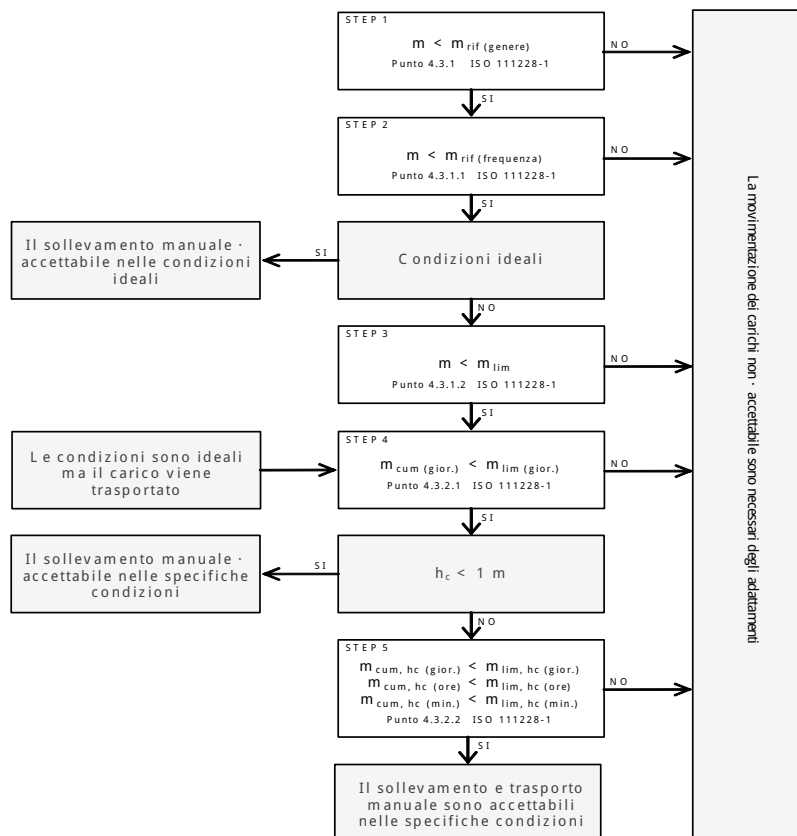 STEP 1
m < m rif (genere)
Punto 4.3.1 ISO 111228-1
NO
SI
STEP 2
m < m rif (frequenza)
Punto 4.3.1.1 ISO 111228-1
NO
SI
Il sollevamento manuale ·
accettabile nelle condizioni
ideali
SI
Condizioni ideali
NO
STEP 3
m < m lim
Punto 4.3.1.2 ISO 111228-1
NO
SI
Le condizioni sono ideali
ma il carico viene
trasportato
STEP 4
m cum (gior.) < m lim (gior.)
Punto 4.3.2.1 ISO 111228-1
NO
SI
Il sollevamento manuale ·
accettabile nelle specifiche
condizioni
SI
hc < 1 m
NO
STEP 5
m cum, hc (gior.) < m lim, hc (gior.)
m cum, hc (ore) < m lim, hc (ore)
m cum, hc (min.) < m lim, hc (min.)
Punto 4.3.2.2 ISO 111228-1
NO
SI
Il sollevamento e trasporto
manuale sono accettabili
nelle specifiche condizioni
La movimentazione dei carichi non · accettabile sono necessari degli adattamenti